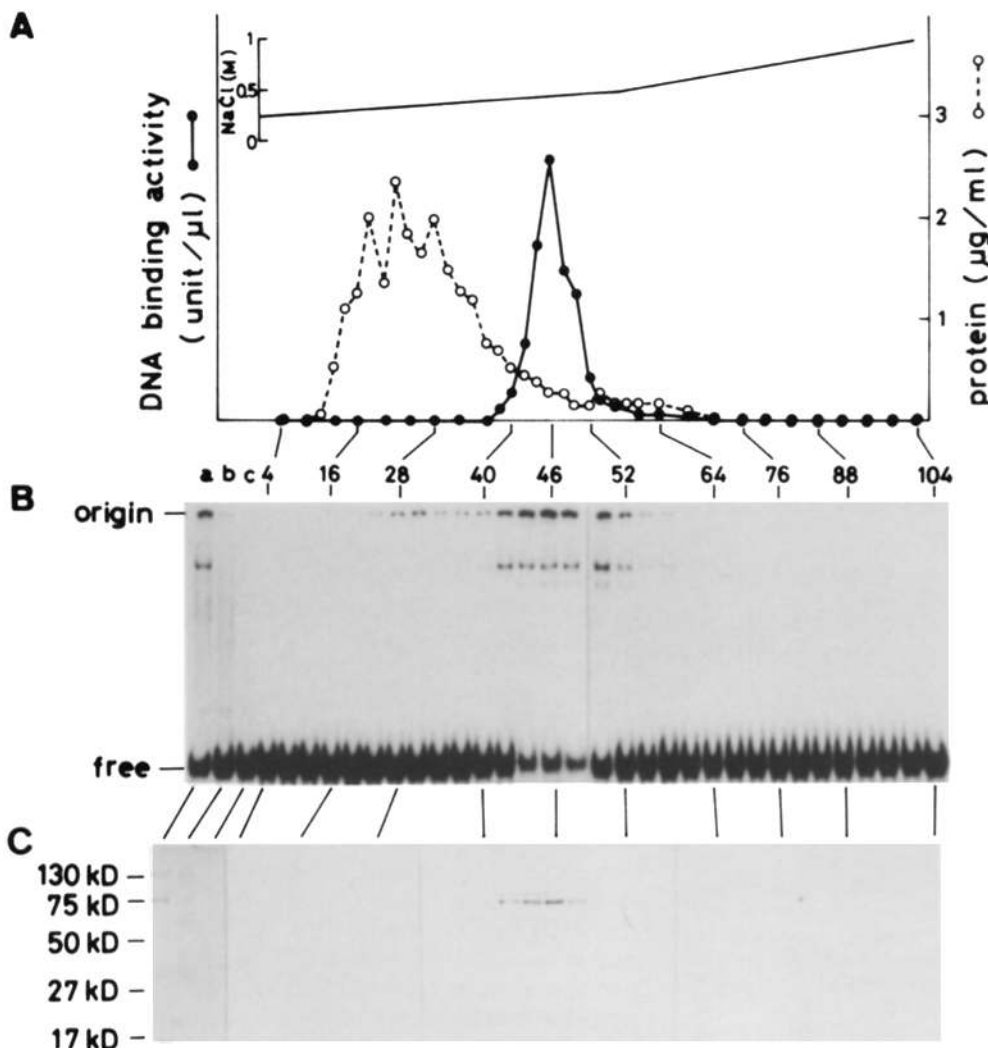 A
1
0.5
0
NaCl(M)
DNA binding activity
(unit/µl)
3
2
1
protein (µg/ml)
B
a b c 4 16 28 40 46 52 64 76 88 104
origin
free
C
130 kD
75 kD
50 kD
27 kD
17 kD